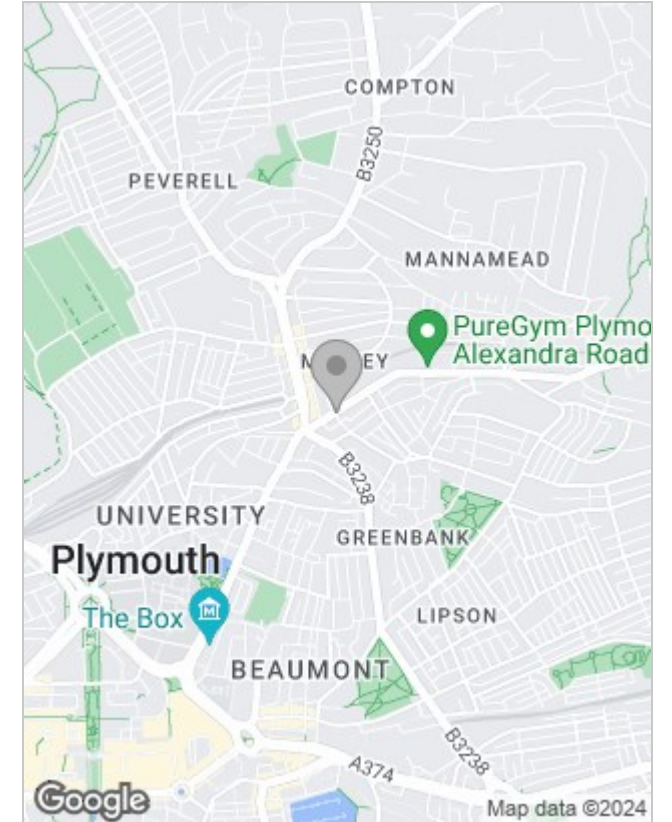 COMPTON
B3250
PEVERELL
MANNAMEAD
PureGym Plymo
Alexandra Road
EY
B3238
UNIVERSITY
GREENBANK
Plymouth
The Box
LIPSON
BEAUMONT
B3238
A374
Google
Map data ©2024